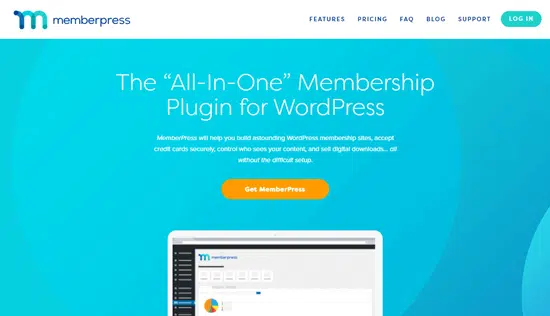 memberpress
FEATURES PRICING FAQ BLOG SUPPORT LOG IN
The “All-In-One” Membership
Plugin for WordPress
MemberPress will help you build astounding WordPress membership sites, accept
credit cards securely, control who sees your content, and sell digital downloads... all
without the difficult setup.
Get MemberPress
memberpress